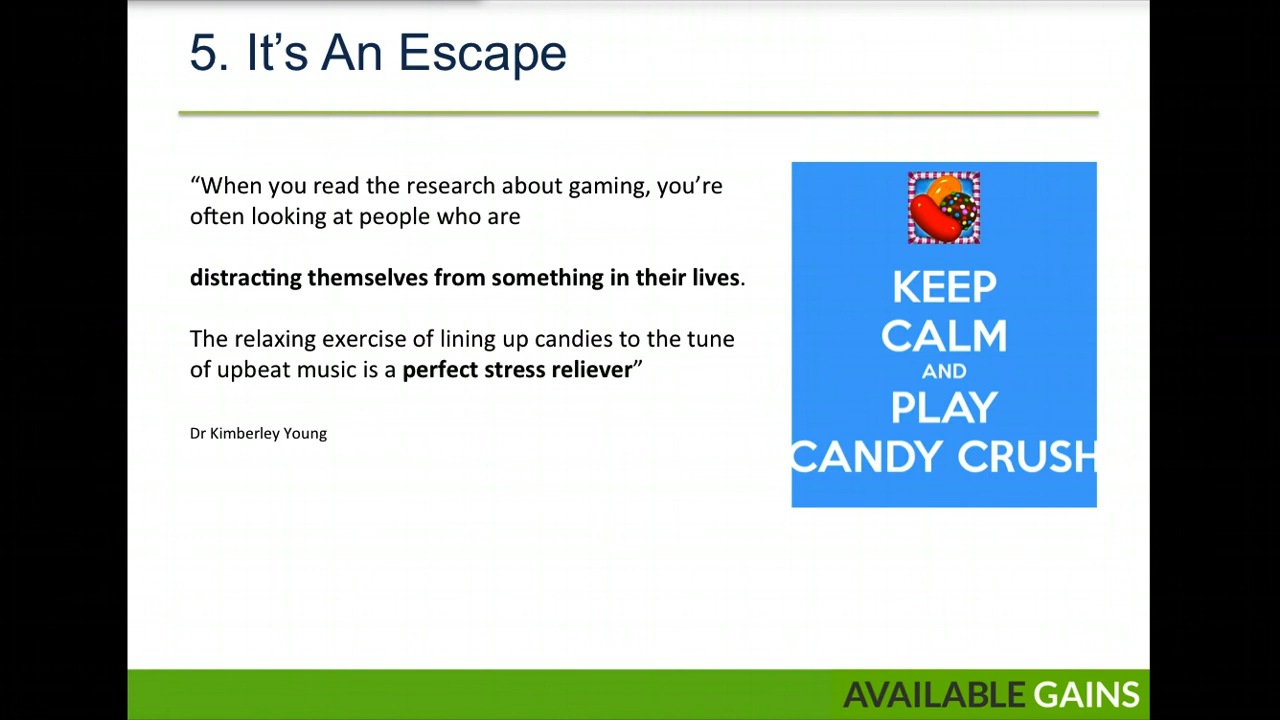 5. It’s An Escape
“When you read the research about gaming, you’re
often looking at people who are
distracting themselves from something in their lives.
The relaxing exercise of lining up candies to the tune
of upbeat music is a perfect stress reliever”
Dr Kimberley Young
KEEP
CALM
AND
PLAY
CANDY CRUSH
AVAILABLE GAINS